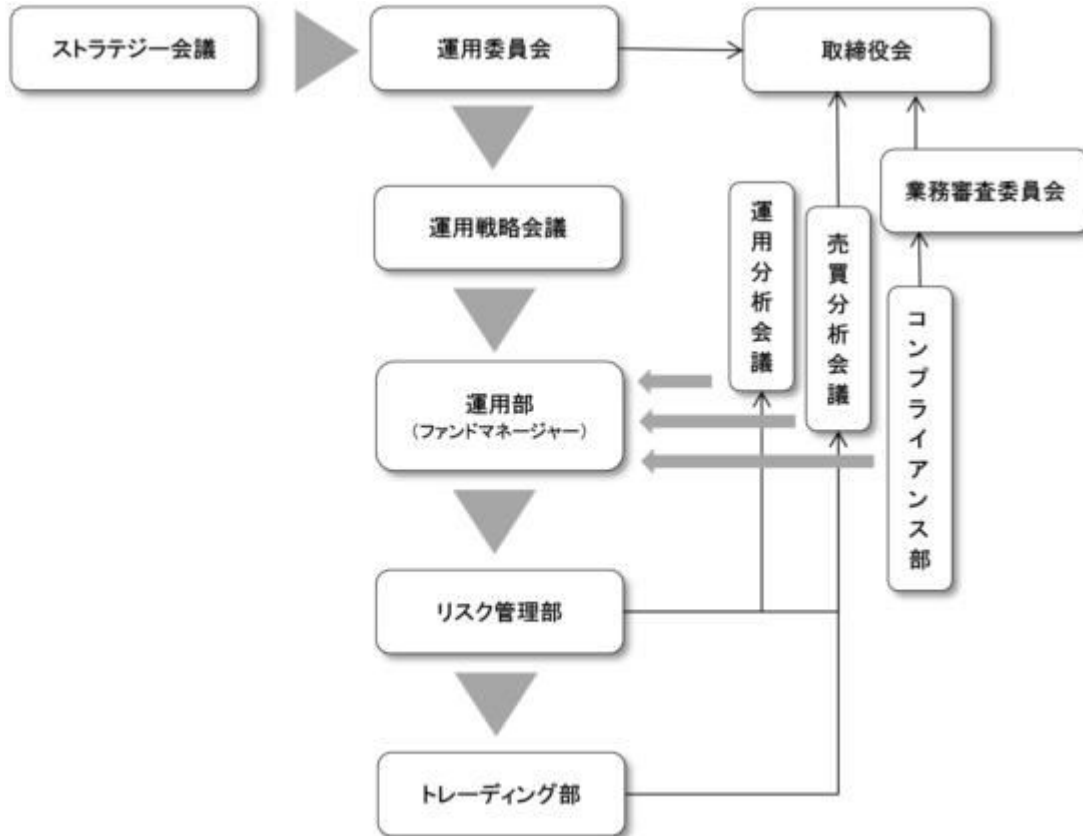 ストラテジー会議
運用委員会
取締役会
業務審査委員会
運用戦略会議
運用分析会議
売買分析会議
コンプライアンス部
運用部
(ファンドマネージャー)
リスク管理部
トレーディング部